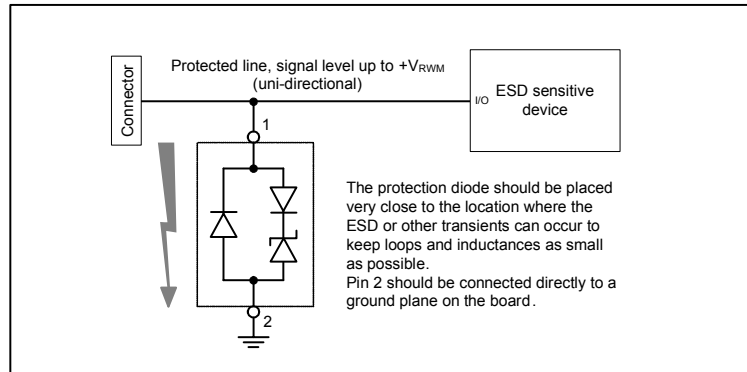 Connector
Protected line, signal level up to +VRWM
(uni-directional)
I/O
ESD sensitive
device
1
The protection diode should be placed
very close to the location where the
ESD or other transients can occur to
keep loops and inductances as small
as possible.
Pin 2 should be connected directly to a
ground plane on the board.
2